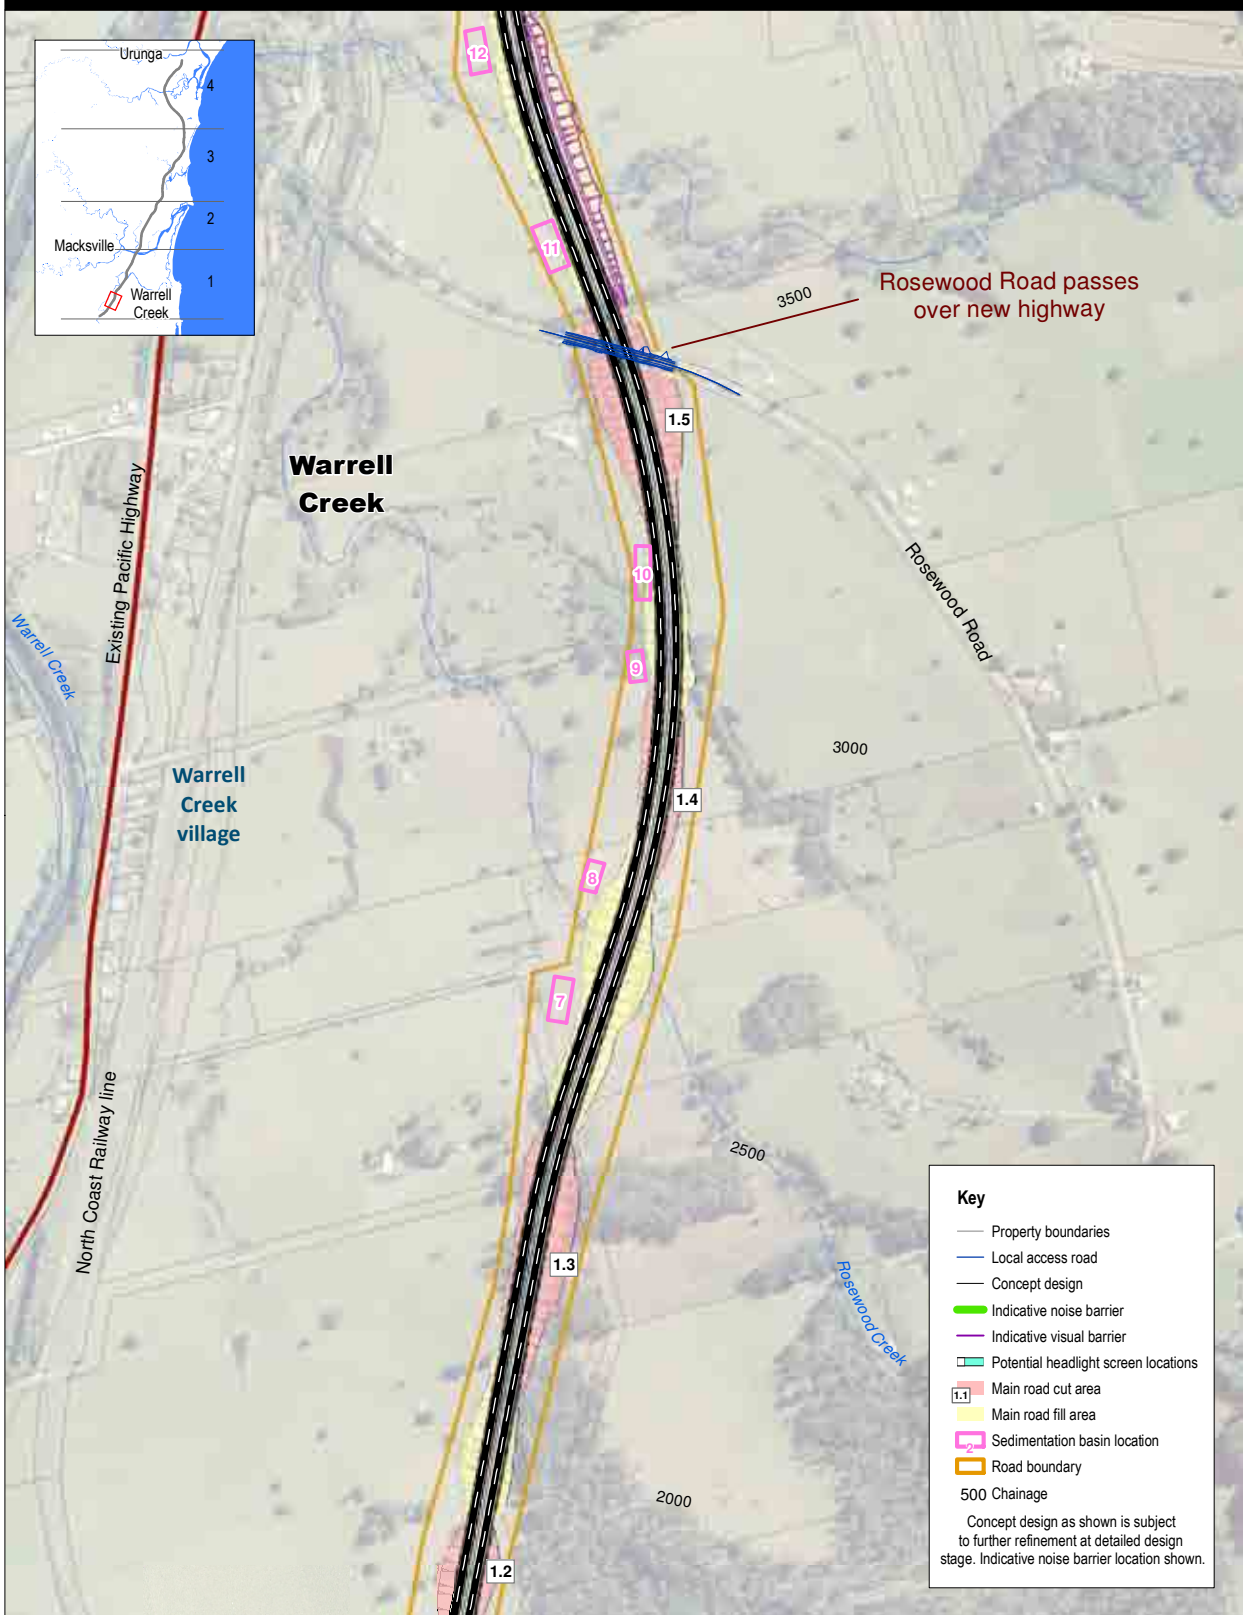 Urunga
4
3
2
Macksville
1
Warrell
Creek
12
11
3500
Rosewood Road passes
over new highway
1.5
Warrell
Creek
Existing Pacific Highway
10
Rosewood Road
9
Warrell Creek
3000
Warrell
Creek
village
1.4
8
7
North Coast Railway line
2500
1.3
Rosewood Creek
2000
1.2
Key
Property boundaries
Local access road
Concept design
Indicative noise barrier
Indicative visual barrier
Potential headlight screen locations
1.1 Main road cut area
Main road fill area
2 Sedimentation basin location
Road boundary
500 Chainage
Concept design as shown is subject
to further refinement at detailed design
stage. Indicative noise barrier location shown.